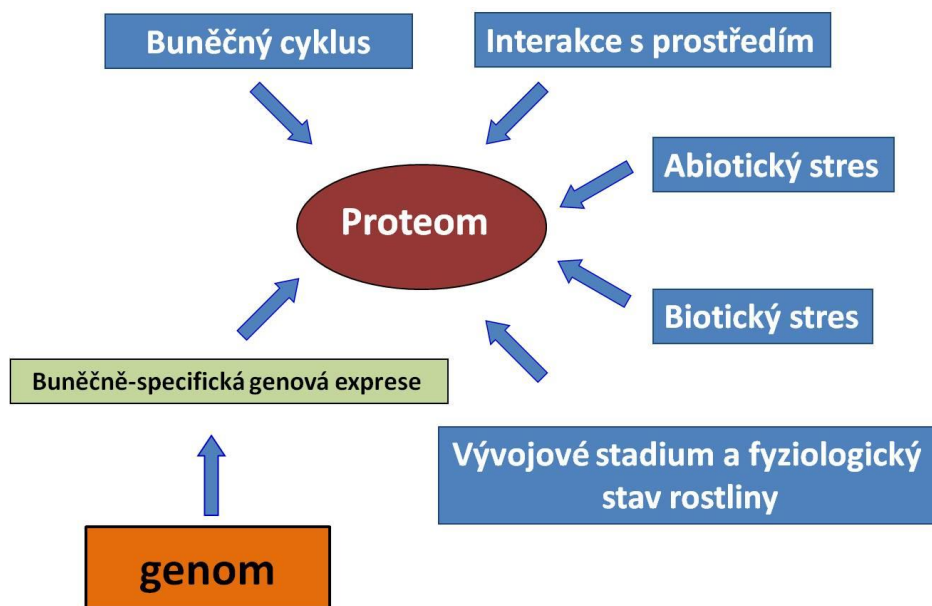 Buněčný cyklus
Interakce s prostředím
Abiotický stres
Proteom
Biotický stres
Buněčně-specifická genová exprese
Vývojové stadium a fyziologický
stav rostliny
genom